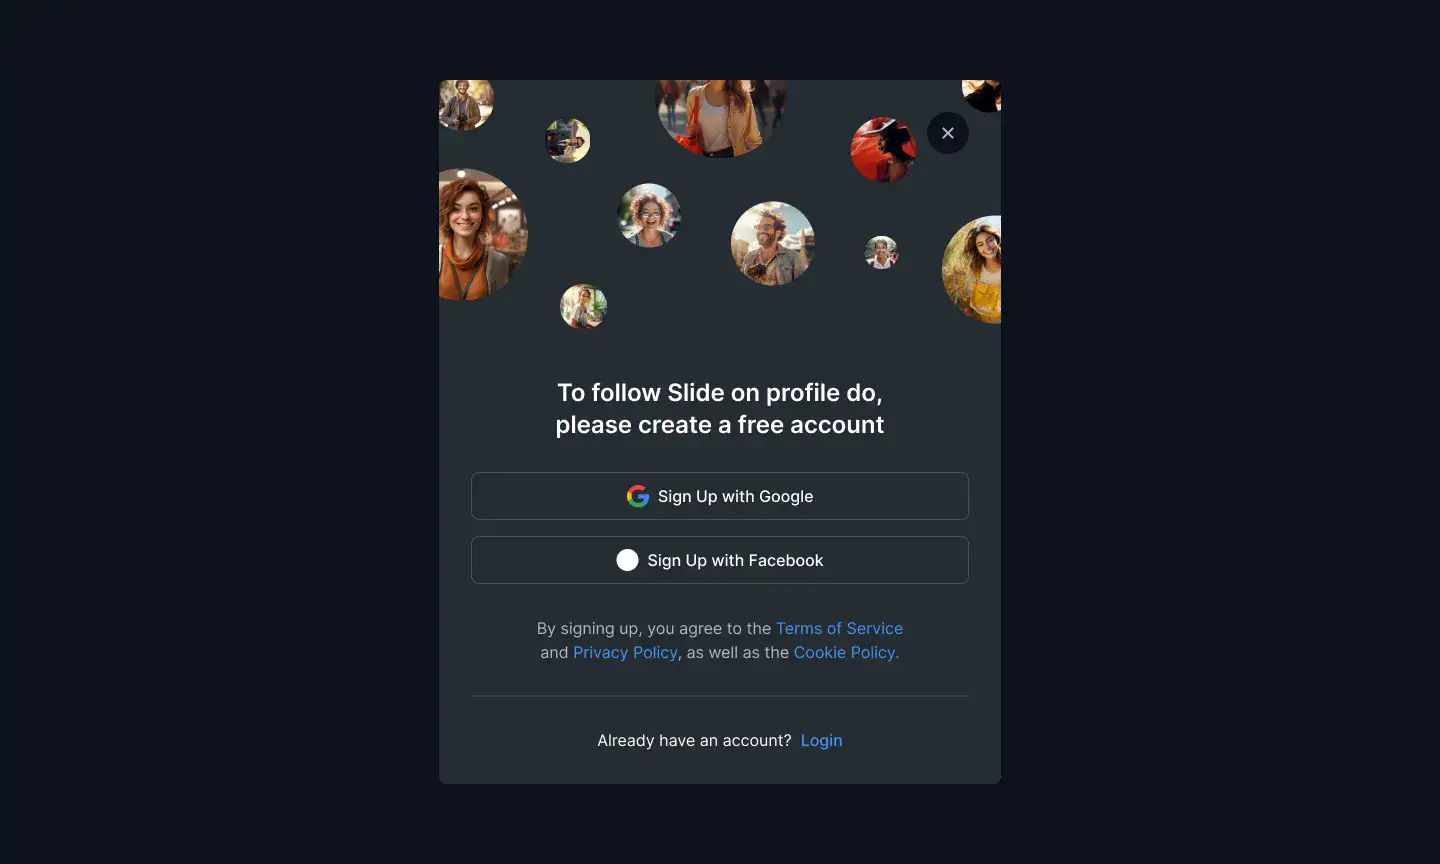 To follow Slide on profile do,
please create a free account
Sign Up with Google
Sign Up with Facebook
By signing up, you agree to the Terms of Service
and Privacy Policy, as well as the Cookie Policy.
Already have an account? Login